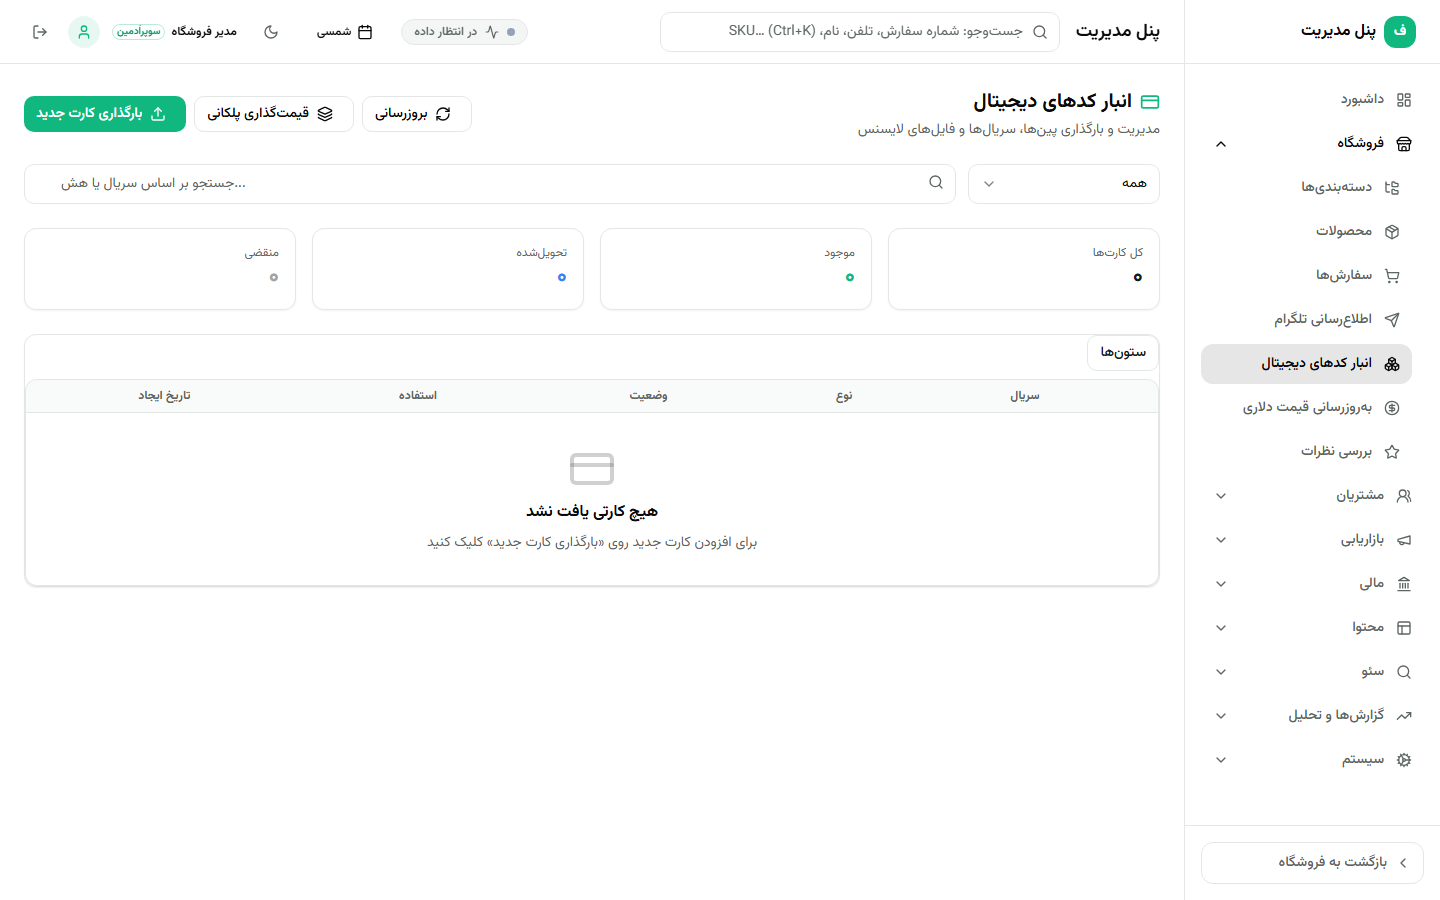 ف پنل مدیریت
داشبورد
فروشگاه
دسته‌بندی‌ها
محصولات
سفارش‌ها
اطلاع‌رسانی تلگرام
انبار کدهای دیجیتال
به‌روزرسانی قیمت دلاری
بررسی نظرات
مشتریان
بازاریابی
مالی
محتوا
سئو
گزارش‌ها و تحلیل
سیستم
بازگشت به فروشگاه
پنل مدیریت
جست‌وجو: شماره سفارش، تلفن، نام، SKU… (Ctrl+K)
در انتظار داده
شمسی
مدیر فروشگاه سوپرادمین
انبار کدهای دیجیتال
مدیریت و بارگذاری پین‌ها، سریال‌ها و فایل‌های لایسنس
بروزرسانی
قیمت‌گذاری پلکانی
بارگذاری کارت جدید
همه
جستجو بر اساس سریال یا هش...
کل کارت‌ها
۰
موجود
۰
تحویل‌شده
۰
منقضی
۰
ستون‌ها
سریال نوع وضعیت استفاده تاریخ ایجاد
هیچ کارتی یافت نشد
برای افزودن کارت جدید روی «بارگذاری کارت جدید» کلیک کنید